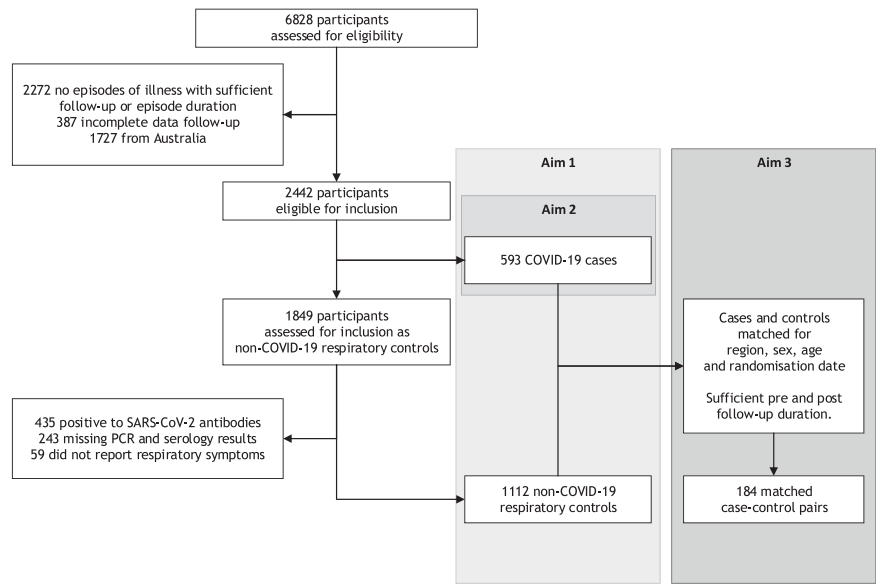 6828 participants
assessed for eligibility
2272 no episodes of illness with sufficient
follow-up or episode duration
387 incomplete data follow-up
1727 from Australia
2442 participants
eligible for inclusion
Aim 1
Aim 2
593 COVID-19 cases
Aim 3
1849 participants
assessed for inclusion as
non-COVID-19 respiratory controls
Cases and controls
matched for
region, sex, age
and randomisation date
Sufficient pre and post
follow-up duration.
435 positive to SARS-CoV-2 antibodies
243 missing PCR and serology results
59 did not report respiratory symptoms
1112 non-COVID-19
respiratory controls
184 matched
case-control pairs